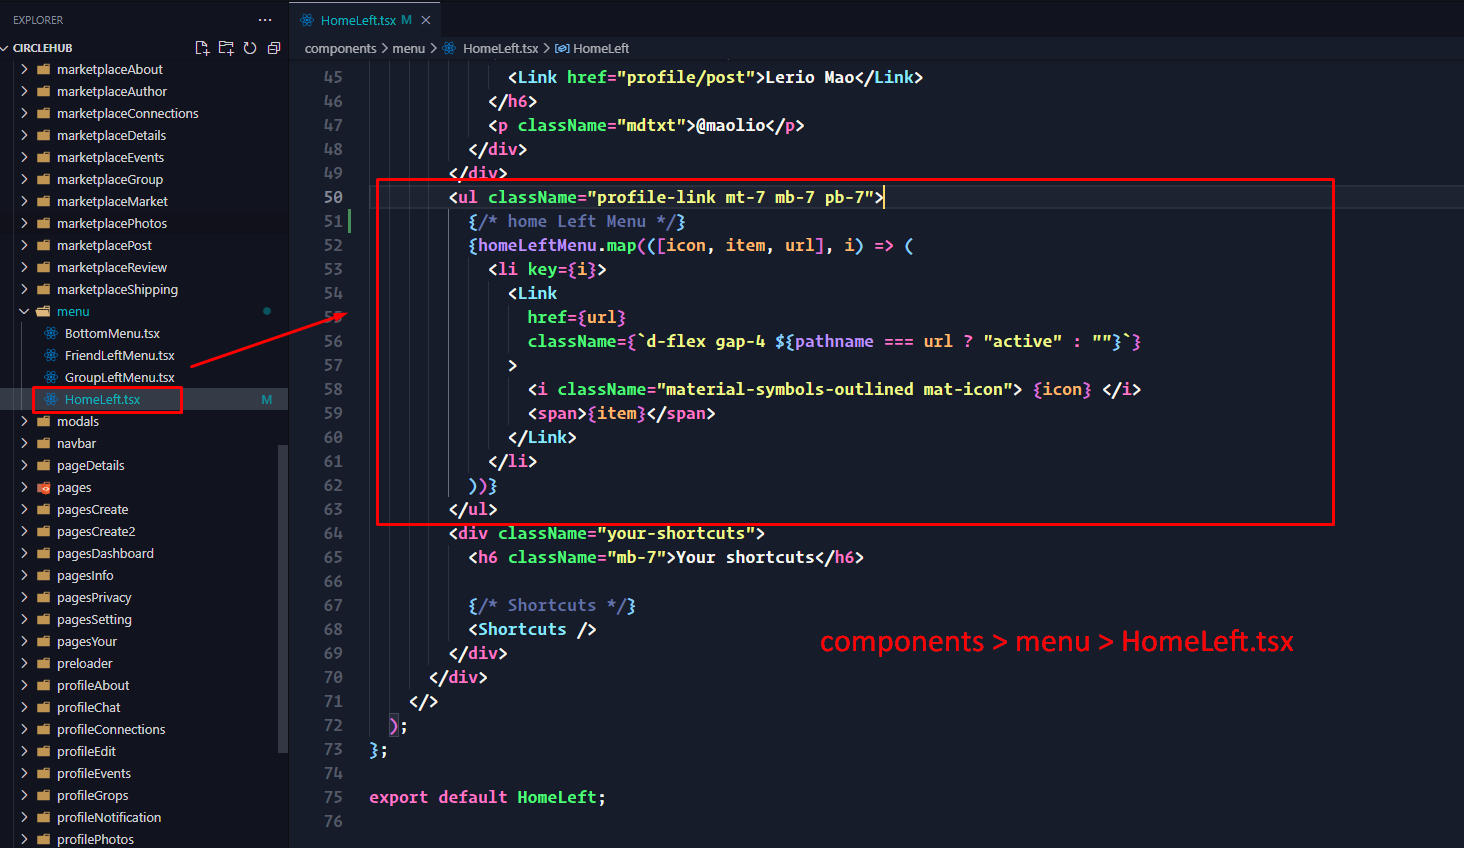 EXPLORER
CIRCLEHUB
marketplaceAbout
marketplaceAuthor
marketplaceConnections
marketplaceDetails
marketplaceEvents
marketplaceGroup
marketplaceMarket
marketplacePhotos
marketplacePost
marketplaceReview
marketplaceShipping
menu
BottomMenu.tsx
FriendLeftMenu.tsx
GroupLeftMenu.tsx
HomeLeft.tsx M
modals
navbar
pageDetails
pages
pagesCreate
pagesCreate2
pagesDashboard
pagesInfo
pagesPrivacy
pagesSetting
pagesYour
preloader
profileAbout
profileChat
profileConnections
profileEdit
profileEvents
profileGrops
profileNotification
profilePhotos
HomeLeft.tsx M
components > menu > HomeLeft.tsx > HomeLeft
45 <Link href="profile/post">Lerio Mao</Link>
46 </h6>
47 <p className="mdtxt">@maolio</p>
48 </div>
49 </div>
50 <ul className="profile-link mt-7 mb-7 pb-7">
51 {/* home Left Menu */}
52 {homeLeftMenu.map(([icon, item, url], i) => (
53 <li key={i}>
54 <Link
55 href={url}
56 className={`d-flex gap-4 ${pathname === url ? "active" : ""}`}
57 >
58 <i className="material-symbols-outlined mat-icon"> {icon} </i>
59 <span>{item}</span>
60 </Link>
61 </li>
62 ))}
63 </ul>
64 <div className="your-shortcuts">
65 <h6 className="mb-7">Your shortcuts</h6>
66
67 {/* Shortcuts */}
68 <Shortcuts />
69 </div>
70 </div>
71 </>
72 );
73 };
74
75 export default HomeLeft;
76
components > menu > HomeLeft.tsx